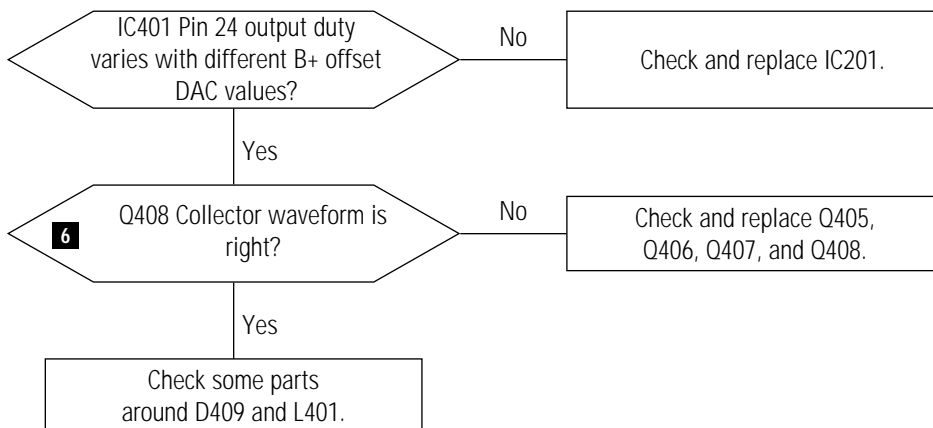 IC401 Pin 24 output duty
varies with different B+ offset
DAC values?
No
Check and replace IC201.
Yes
6
Q408 Collector waveform is
right?
No
Check and replace Q405,
Q406, Q407, and Q408.
Yes
Check some parts
around D409 and L401.